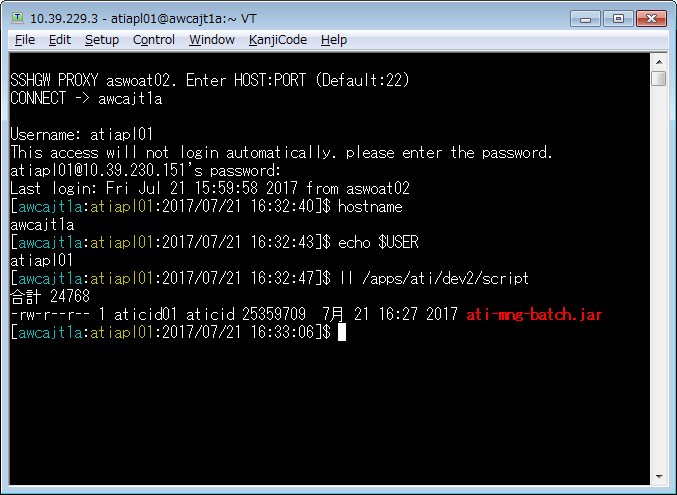 10.39.229.3 - atiapl01@awcajt1a:~ VT
File Edit Setup Control Window KanjiCode Help
SSHGW PROXY aswoat02. Enter HOST:PORT (Default:22)
CONNECT -> awcajt1a
Username: atiapl01
This access will not login automatically. please enter the password.
atiapl01@10.39.230.151's password:
Last login: Fri Jul 21 15:59:58 2017 from aswoat02
[awcajt1a:atiapl01:2017/07/21 16:32:40]$ hostname
awcajt1a
[awcajt1a:atiapl01:2017/07/21 16:32:43]$ echo $USER
atiapl01
[awcajt1a:atiapl01:2017/07/21 16:32:47]$ ll /apps/ati/dev2/script
合計 24768
-rw-r--r-- 1 aticid01 aticid 25359709  7月 21 16:27 2017 ati-mng-batch.jar
[awcajt1a:atiapl01:2017/07/21 16:33:06]$